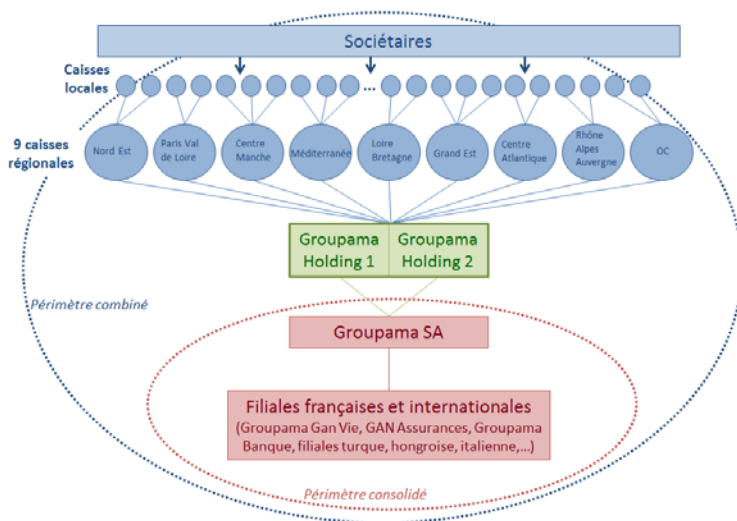 Sociétaires
Caisses
locales
...
9 caisses
régionales
Nord Est
Paris Val
de Loire
Centre
Manche
Méditerranée
Loire
Bretagne
Grand Est
Centre
Atlantique
Rhône
Alpes
Auvergne
OC
Groupama
Holding 1
Groupama
Holding 2
Périmètre combiné
Groupama SA
Filiales françaises et internationales
(Groupama Gan Vie, GAN Assurances, Groupama
Banque, filiales turque, hongroise, italienne,...)
Périmètre consolidé